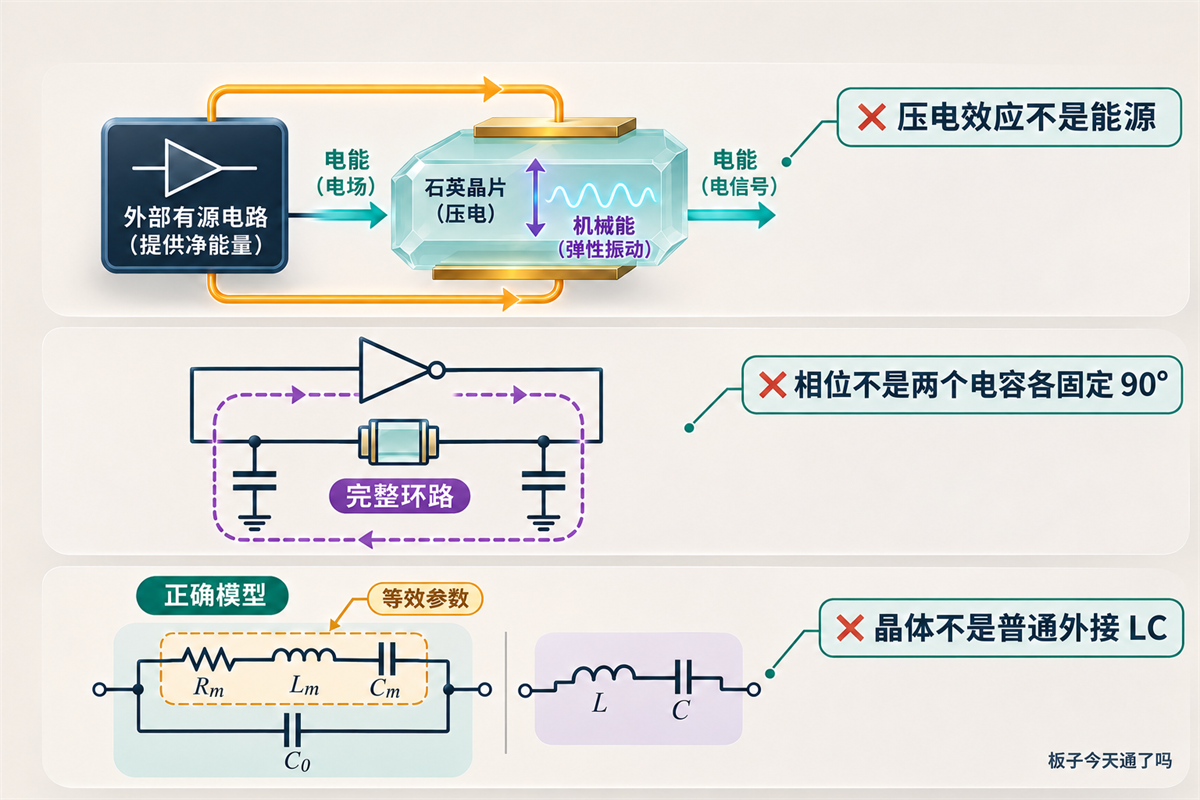 ❌ 压电效应不是能源
外部有源电路
（提供净能量）
电能
（电场）
石英晶片
（压电）
机械能
（弹性振动）
电能
（电信号）
❌ 相位不是两个电容各固定 90°
完整环路
正确模型
等效参数
Rm
Lm
Cm
C0
L
C
❌ 晶体不是普通外接 LC
板子今天通了吗